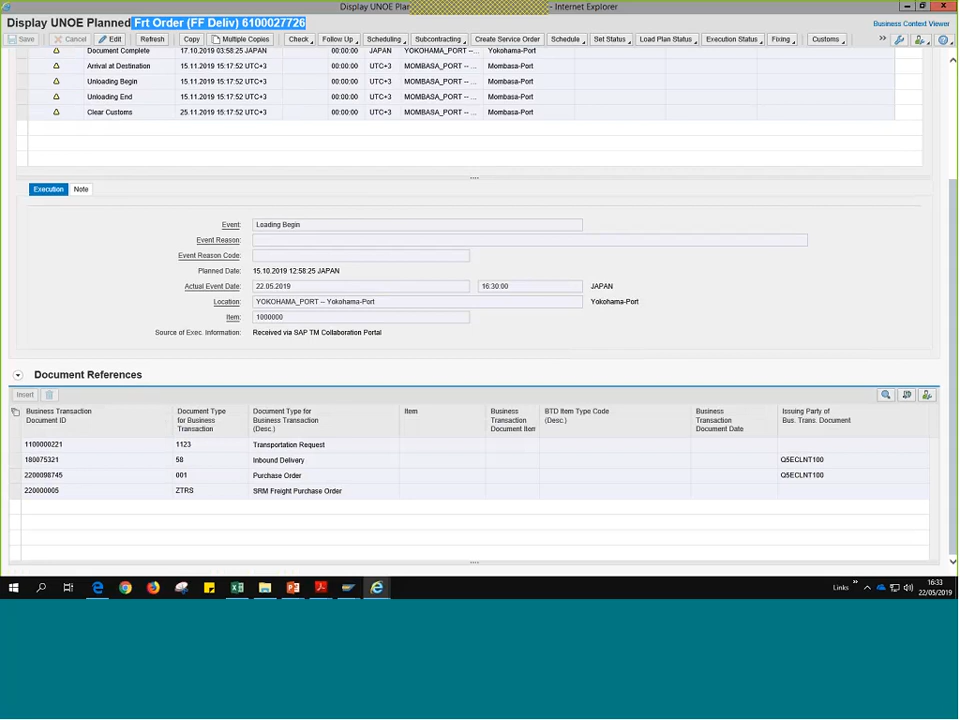 Display UNOE Plar
- Internet Explorer
Display UNOE Planned Frt Order (FF Deliv) 6100027726
Business Context Viewer
Save Cancel Edit Refresh Copy Multiple Copies Check Follow Up Scheduling Subcontracting Create Service Order Schedule Set Status Load Plan Status Execution Status Fixing Customs
Document Complete 17.10.2019 03:58:25 JAPAN 00:00:00 JAPAN YOKOHAMA_PORT --... Yokohama-Port
Arrival at Destination 15.11.2019 15:17:52 UTC+3 00:00:00 UTC+3 MOMBASA_PORT -- ... Mombasa-Port
Unloading Begin 15.11.2019 15:17:52 UTC+3 00:00:00 UTC+3 MOMBASA_PORT -- ... Mombasa-Port
Unloading End 15.11.2019 15:17:52 UTC+3 00:00:00 UTC+3 MOMBASA_PORT -- ... Mombasa-Port
Clear Customs 25.11.2019 15:17:52 UTC+3 00:00:00 UTC+3 MOMBASA_PORT -- ... Mombasa-Port
Execution Note
Event: Loading Begin
Event Reason:
Event Reason Code:
Planned Date: 15.10.2019 12:58:25 JAPAN
Actual Event Date: 22.05.2019 16:30:00 JAPAN
Location: YOKOHAMA_PORT -- Yokohama-Port Yokohama-Port
Item: 1000000
Source of Exec. Information: Received via SAP TM Collaboration Portal
Document References
Insert
Business Transaction Document ID
Document Type for Business Transaction
Document Type for Business Transaction (Desc.)
Item
Business Transaction Document Item
BTD Item Type Code (Desc.)
Business Transaction Document Date
Issuing Party of Bus. Trans. Document
1100000221 1123 Transportation Request
180075321 58 Inbound Delivery Q5ECLNT100
2200098745 001 Purchase Order Q5ECLNT100
220000005 ZTRS SRM Freight Purchase Order
Links 16:33
22/05/2019